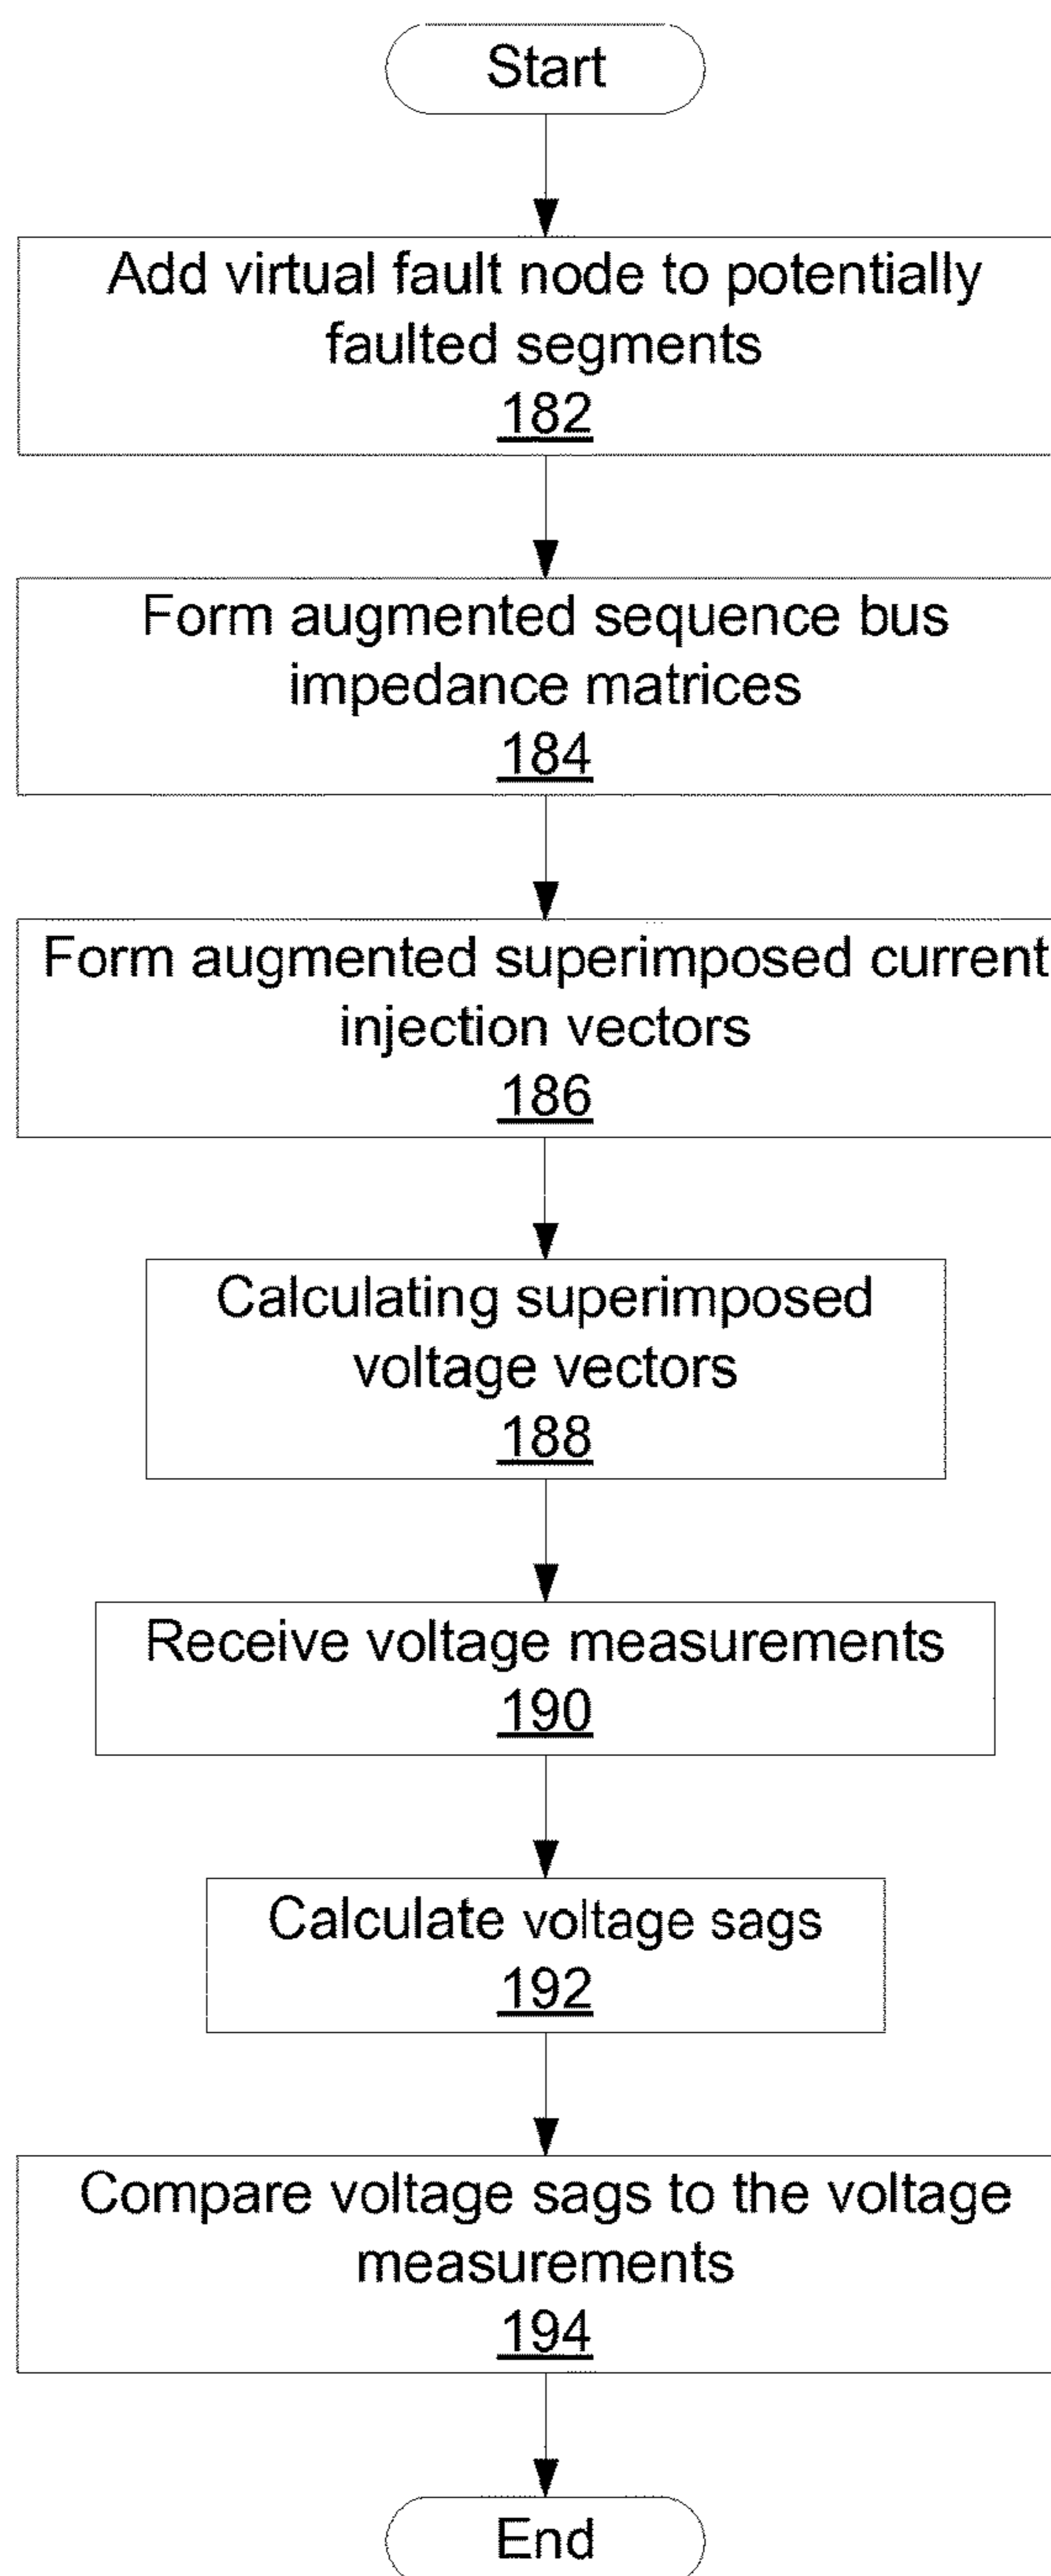 Start
Add virtual fault node to potentially
faulted segments
182
Form augmented sequence bus
impedance matrices
184
Form augmented superimposed current
injection vectors
186
Calculating superimposed
voltage vectors
188
Receive voltage measurements
190
Calculate voltage sags
192
Compare voltage sags to the voltage
measurements
194
End